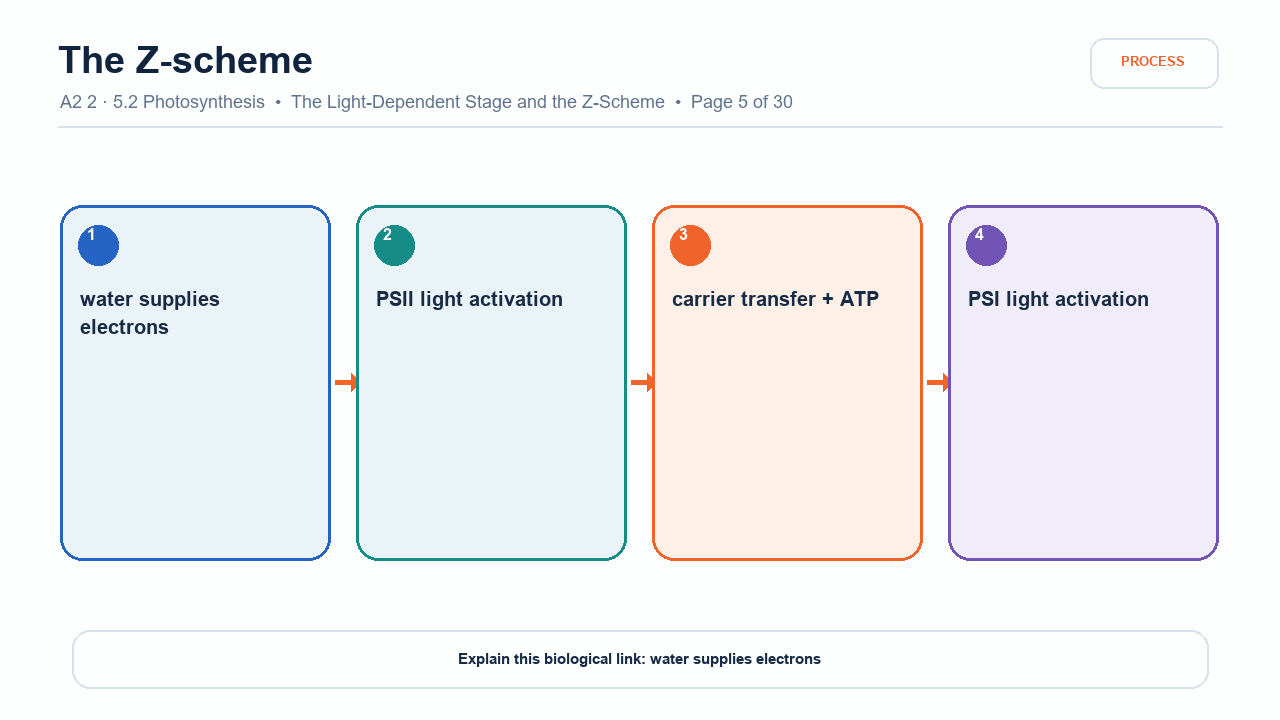 The Z-scheme
PROCESS
A2 2 · 5.2 Photosynthesis • The Light-Dependent Stage and the Z-Scheme • Page 5 of 30
1
water supplies
electrons
2
PSII light activation
3
carrier transfer + ATP
4
PSI light activation
Explain this biological link: water supplies electrons